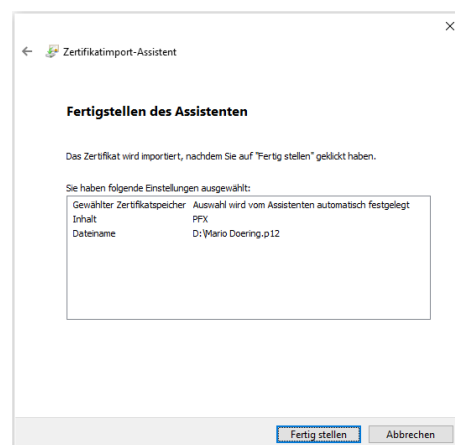 Zertifikatimport-Assistent
Fertigstellen des Assistenten
Das Zertifikat wird importiert, nachdem Sie auf "Fertig stellen" geklickt haben.
Sie haben folgende Einstellungen ausgewählt:
Gewählter Zertifikatspeicher Auswahl wird vom Assistenten automatisch festgelegt
Inhalt PFX
Dateiname D:\Mario Doering.p12
Fertig stellen Abbrechen